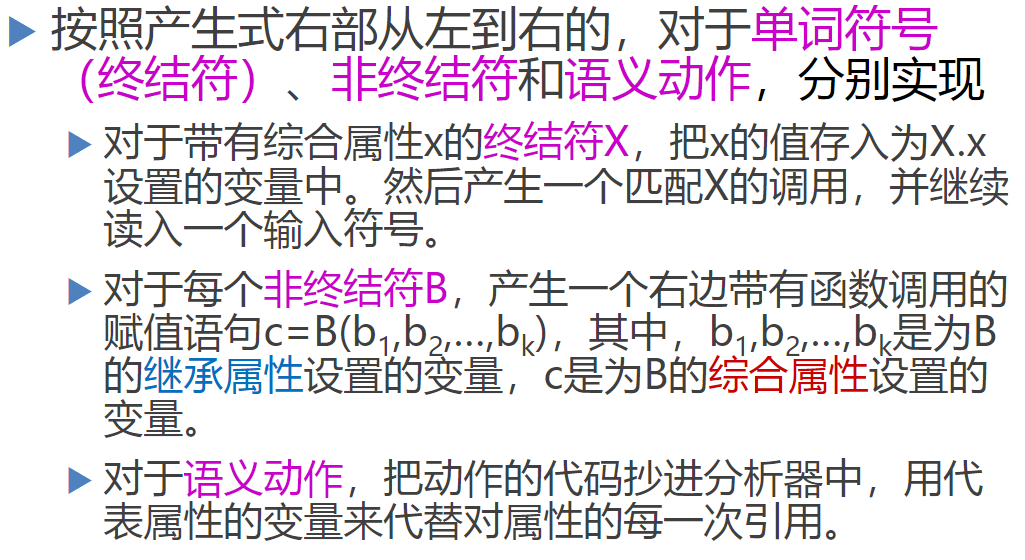 按照产生式右部从左到右的，对于单词符号
（终结符）、非终结符和语义动作，分别实现
对于带有综合属性x的终结符X，把x的值存入为X.x
设置的变量中。然后产生一个匹配X的调用，并继续
读入一个输入符号。
对于每个非终结符B，产生一个右边带有函数调用的
赋值语句c=B(b1,b2,…,bk)，其中，b1,b2,…,bk是为B
的继承属性设置的变量，c是为B的综合属性设置的
变量。
对于语义动作，把动作的代码抄进分析器中，用代
表属性的变量来代替对属性的每一次引用。